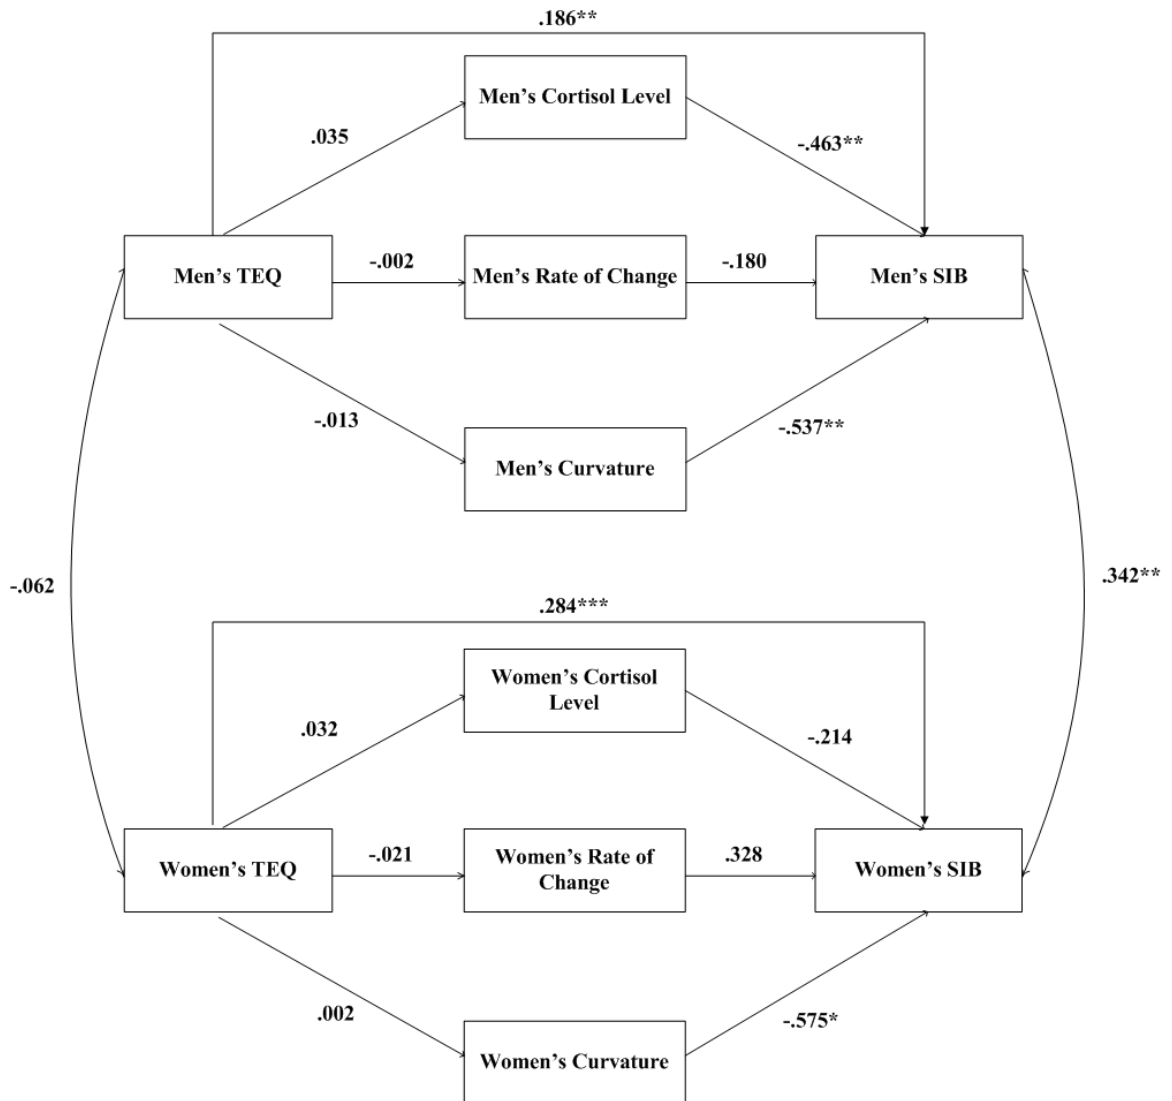 .186**
Men's Cortisol Level
.035
-.463**
Men's TEQ
-.002
Men's Rate of Change
-.180
Men's SIB
-.013
-.537**
Men's Curvature
-.062
.342**
.284***
Women's Cortisol
Level
.032
-.214
Women's TEQ
-.021
Women's Rate of
Change
.328
Women's SIB
.002
-.575*
Women's Curvature